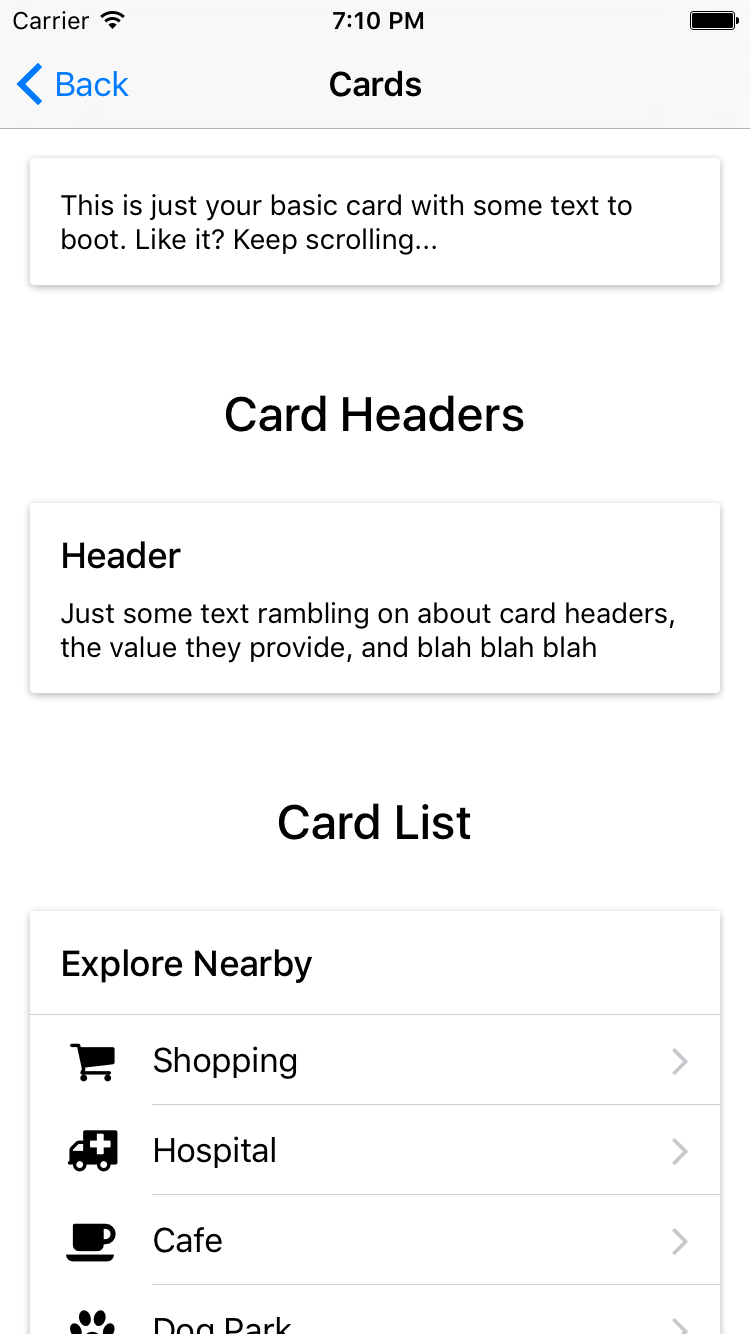 Carrier 7:10 PM
Back Cards
This is just your basic card with some text to
boot. Like it? Keep scrolling...
Card Headers
Header
Just some text rambling on about card headers,
the value they provide, and blah blah blah
Card List
Explore Nearby
Shopping
Hospital
Cafe
Dog Park